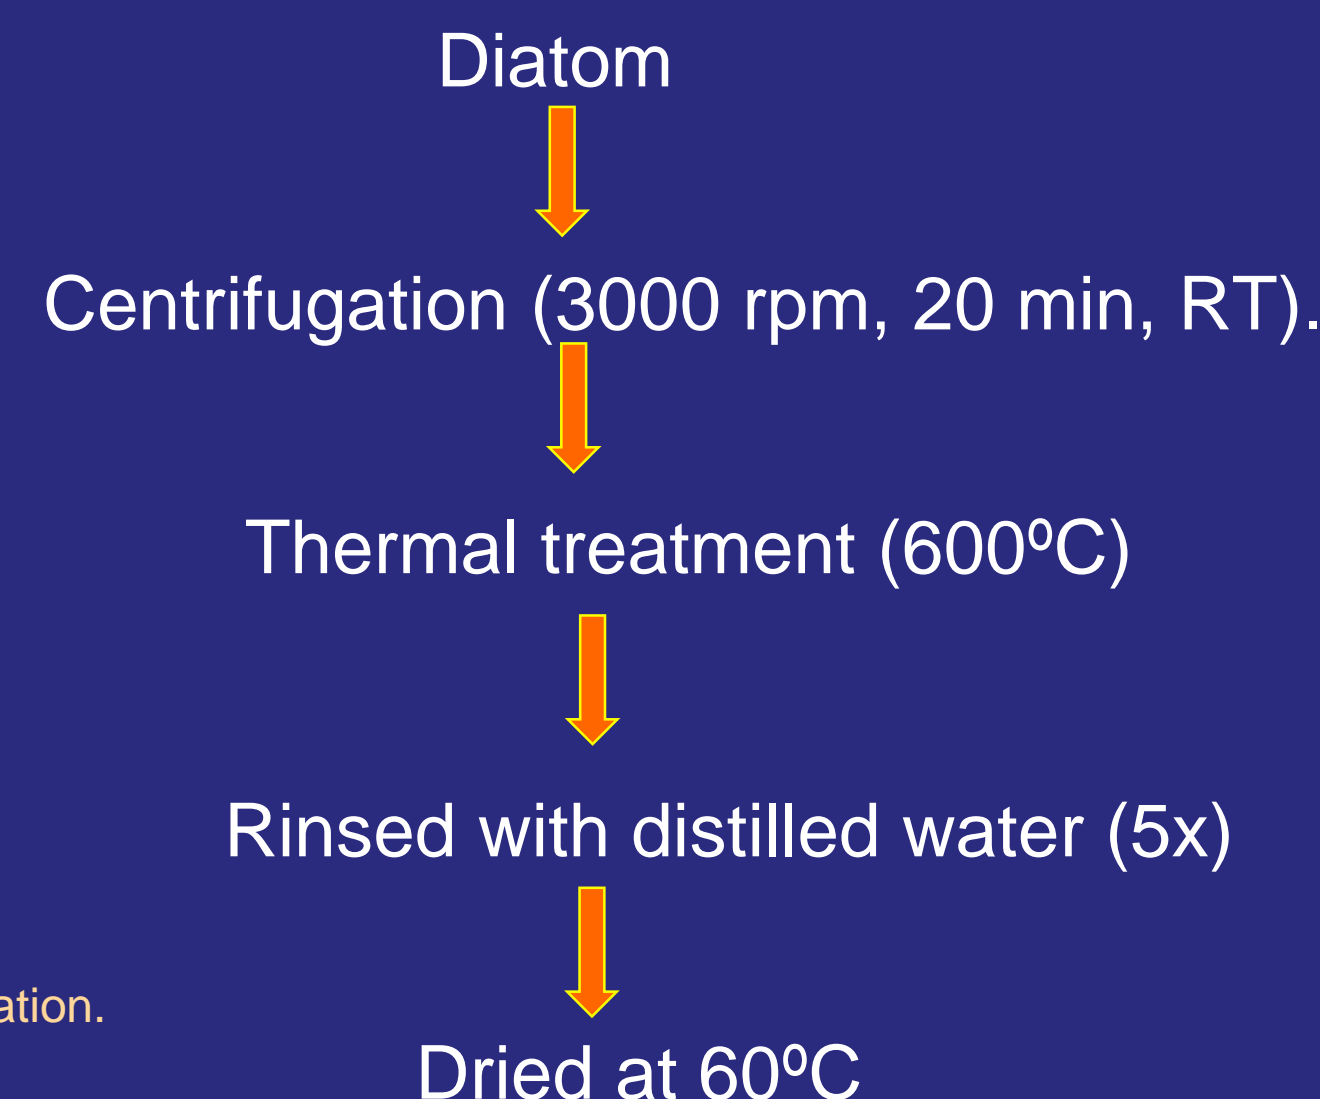 Diatom
Centrifugation (3000 rpm, 20 min, RT).
Thermal treatment (600ºC)
Rinsed with distilled water (5x)
ation.
Dried at 60ºC